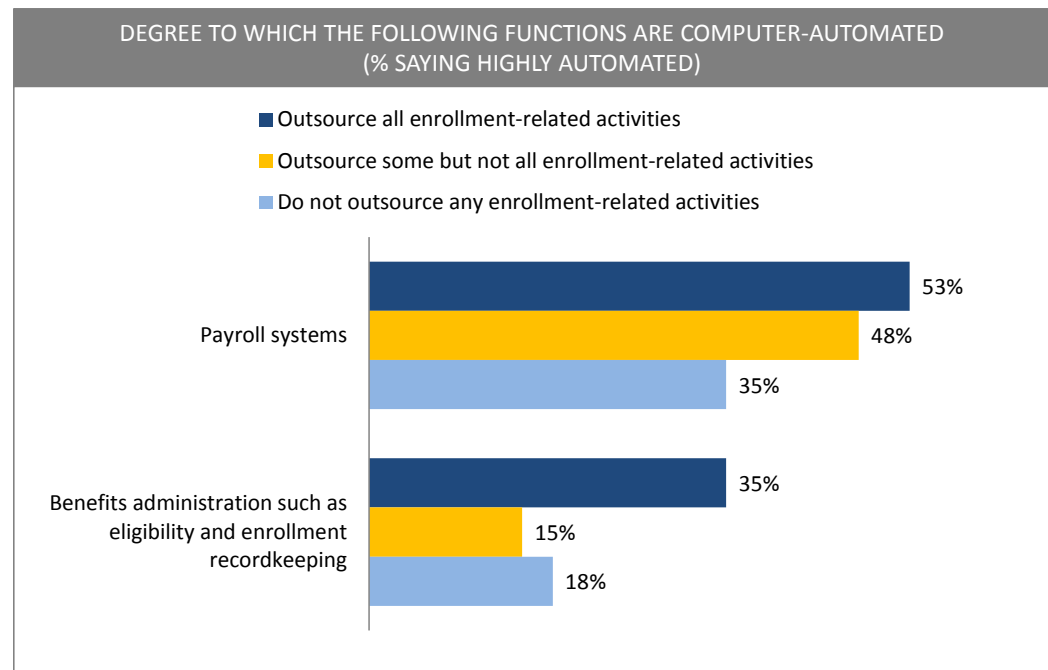 DEGREE TO WHICH THE FOLLOWING FUNCTIONS ARE COMPUTER-AUTOMATED
(% SAYING HIGHLY AUTOMATED)
Outsource all enrollment-related activities
Outsource some but not all enrollment-related activities
Do not outsource any enrollment-related activities
53%
Payroll systems
48%
35%
35%
Benefits administration such as
eligibility and enrollment
recordkeeping
15%
18%